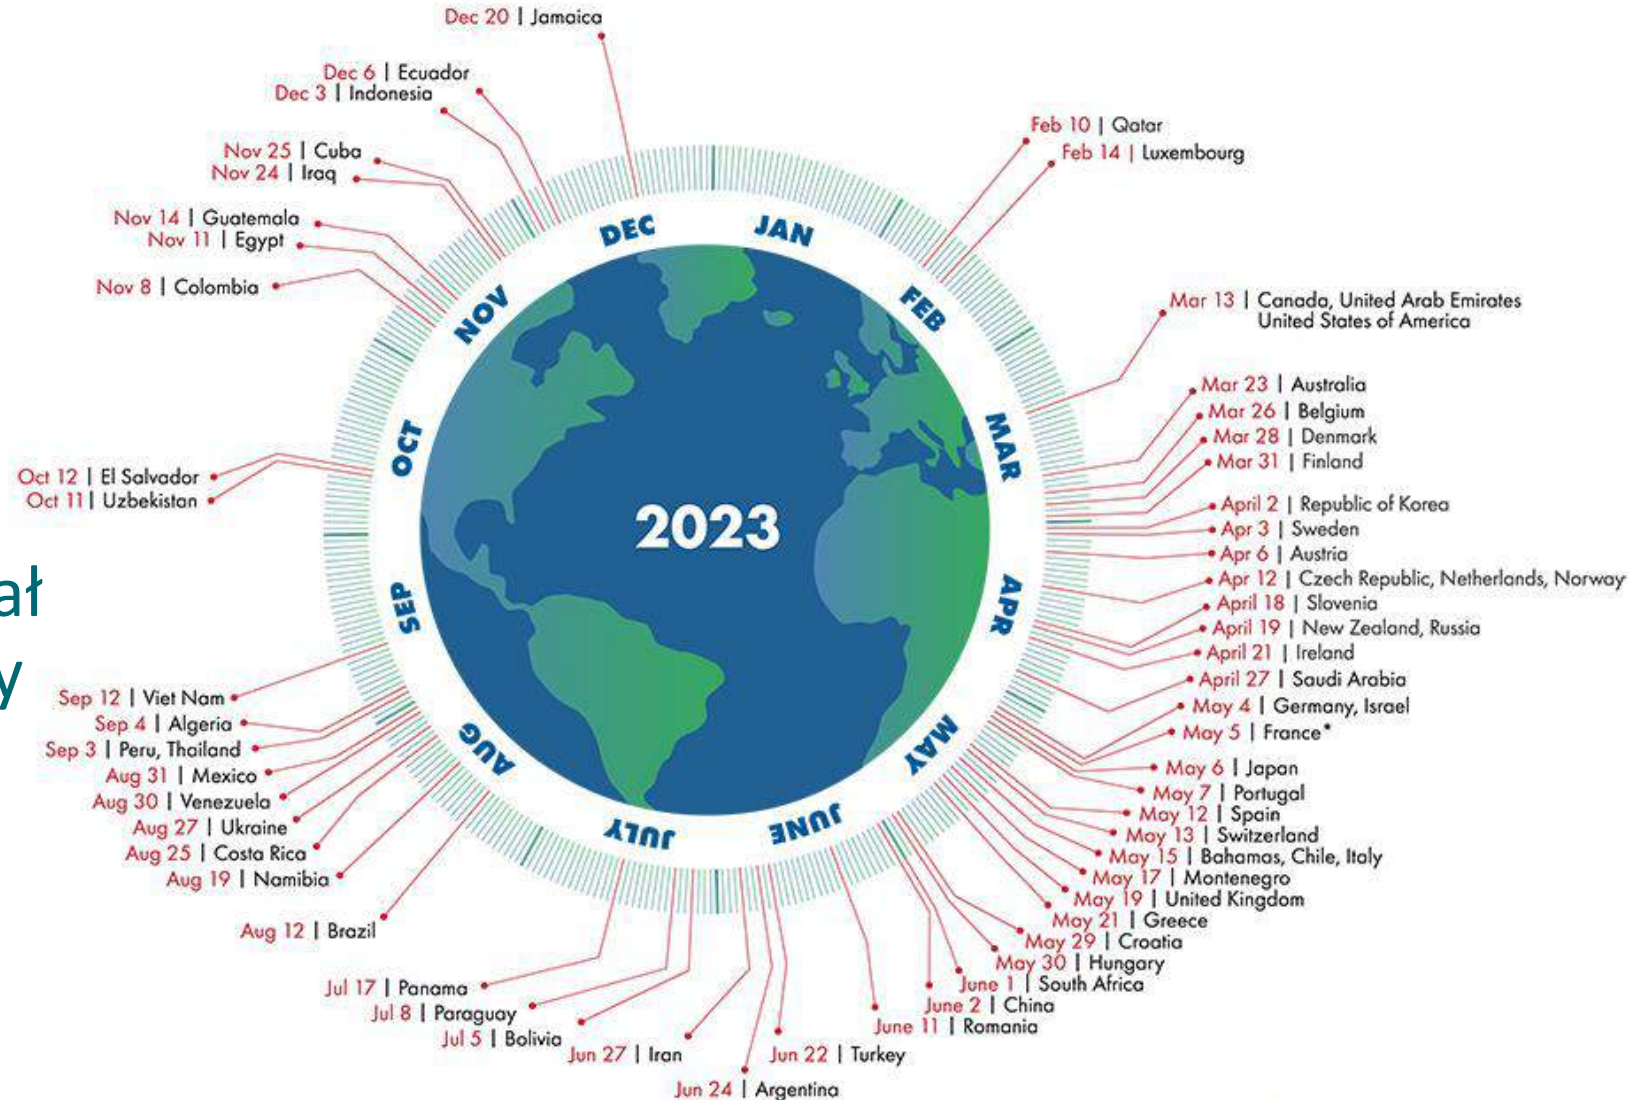 Dec 20 | Jamaica
Dec 6 | Ecuador
Dec 3 | Indonesia
Nov 25 | Cuba
Nov 24 | Iraq
Nov 14 | Guatemala
Nov 11 | Egypt
Nov 8 | Colombia
Oct 12 | El Salvador
Oct 11 | Uzbekistan
ał
y
Sep 12 | Viet Nam
Sep 4 | Algeria
Sep 3 | Peru, Thailand
Aug 31 | Mexico
Aug 30 | Venezuela
Aug 27 | Ukraine
Aug 25 | Costa Rica
Aug 19 | Namibia
Aug 12 | Brazil
Jul 17 | Panama
Jul 8 | Paraguay
Jul 5 | Bolivia
Jun 27 | Iran
Jun 24 | Argentina
Jun 22 | Turkey
JAN
FEB
MAR
APR
MAY
JUNE
JULY
AUG
SEP
OCT
NOV
DEC
2023
Feb 10 | Qatar
Feb 14 | Luxembourg
Mar 13 | Canada, United Arab Emirates
United States of America
Mar 23 | Australia
Mar 26 | Belgium
Mar 28 | Denmark
Mar 31 | Finland
April 2 | Republic of Korea
Apr 3 | Sweden
Apr 6 | Austria
Apr 12 | Czech Republic, Netherlands, Norway
April 18 | Slovenia
April 19 | New Zealand, Russia
April 21 | Ireland
April 27 | Saudi Arabia
May 4 | Germany, Israel
May 5 | France*
May 6 | Japan
May 7 | Portugal
May 12 | Spain
May 13 | Switzerland
May 15 | Bahamas, Chile, Italy
May 17 | Montenegro
May 19 | United Kingdom
May 21 | Greece
May 29 | Croatia
May 30 | Hungary
June 1 | South Africa
June 2 | China
June 11 | Romania